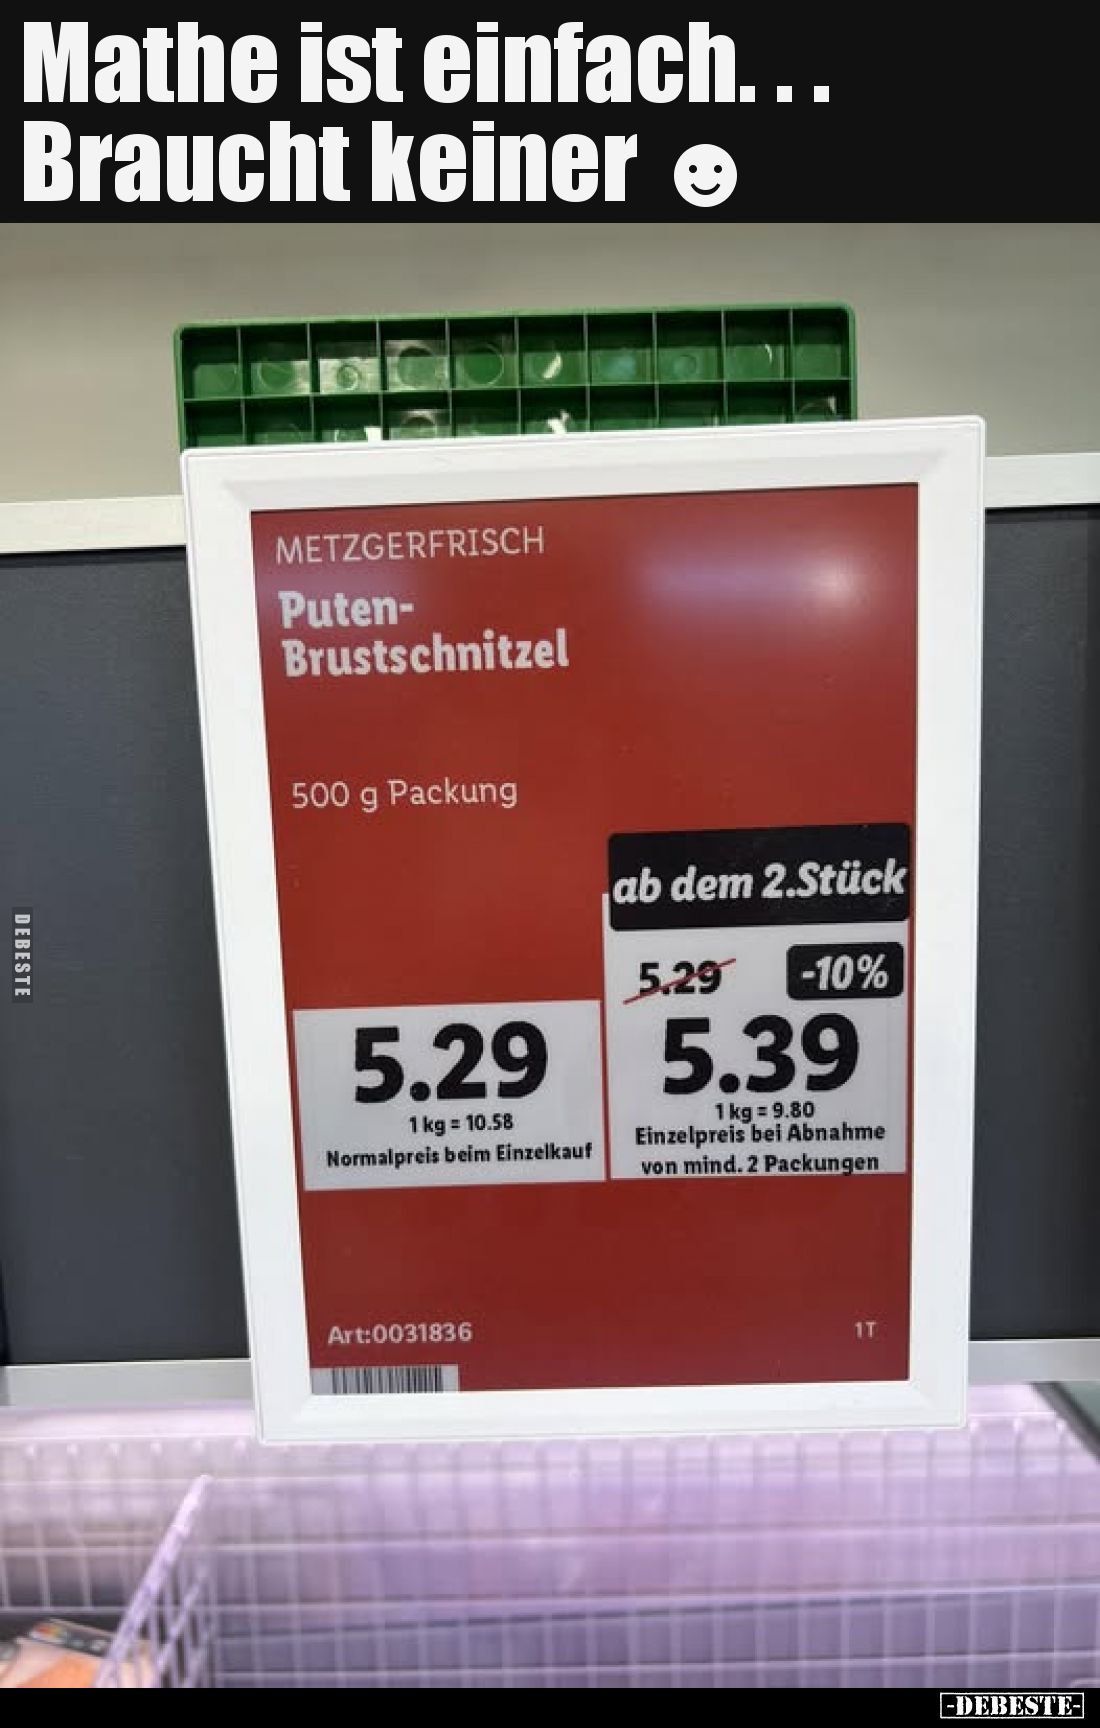 Mathe ist einfach. . .
Braucht keiner ☻
METZGERFRISCH
Puten-
Brustschnitzel
500 g Packung
ab dem 2.Stück
5.29 -10%
5.29
1 kg = 10.58
Normalpreis beim Einzelkauf
5.39
1 kg = 9.80
Einzelpreis bei Abnahme
von mind. 2 Packungen
Art:0031836
1T
DEBESTE
-DEBESTE-